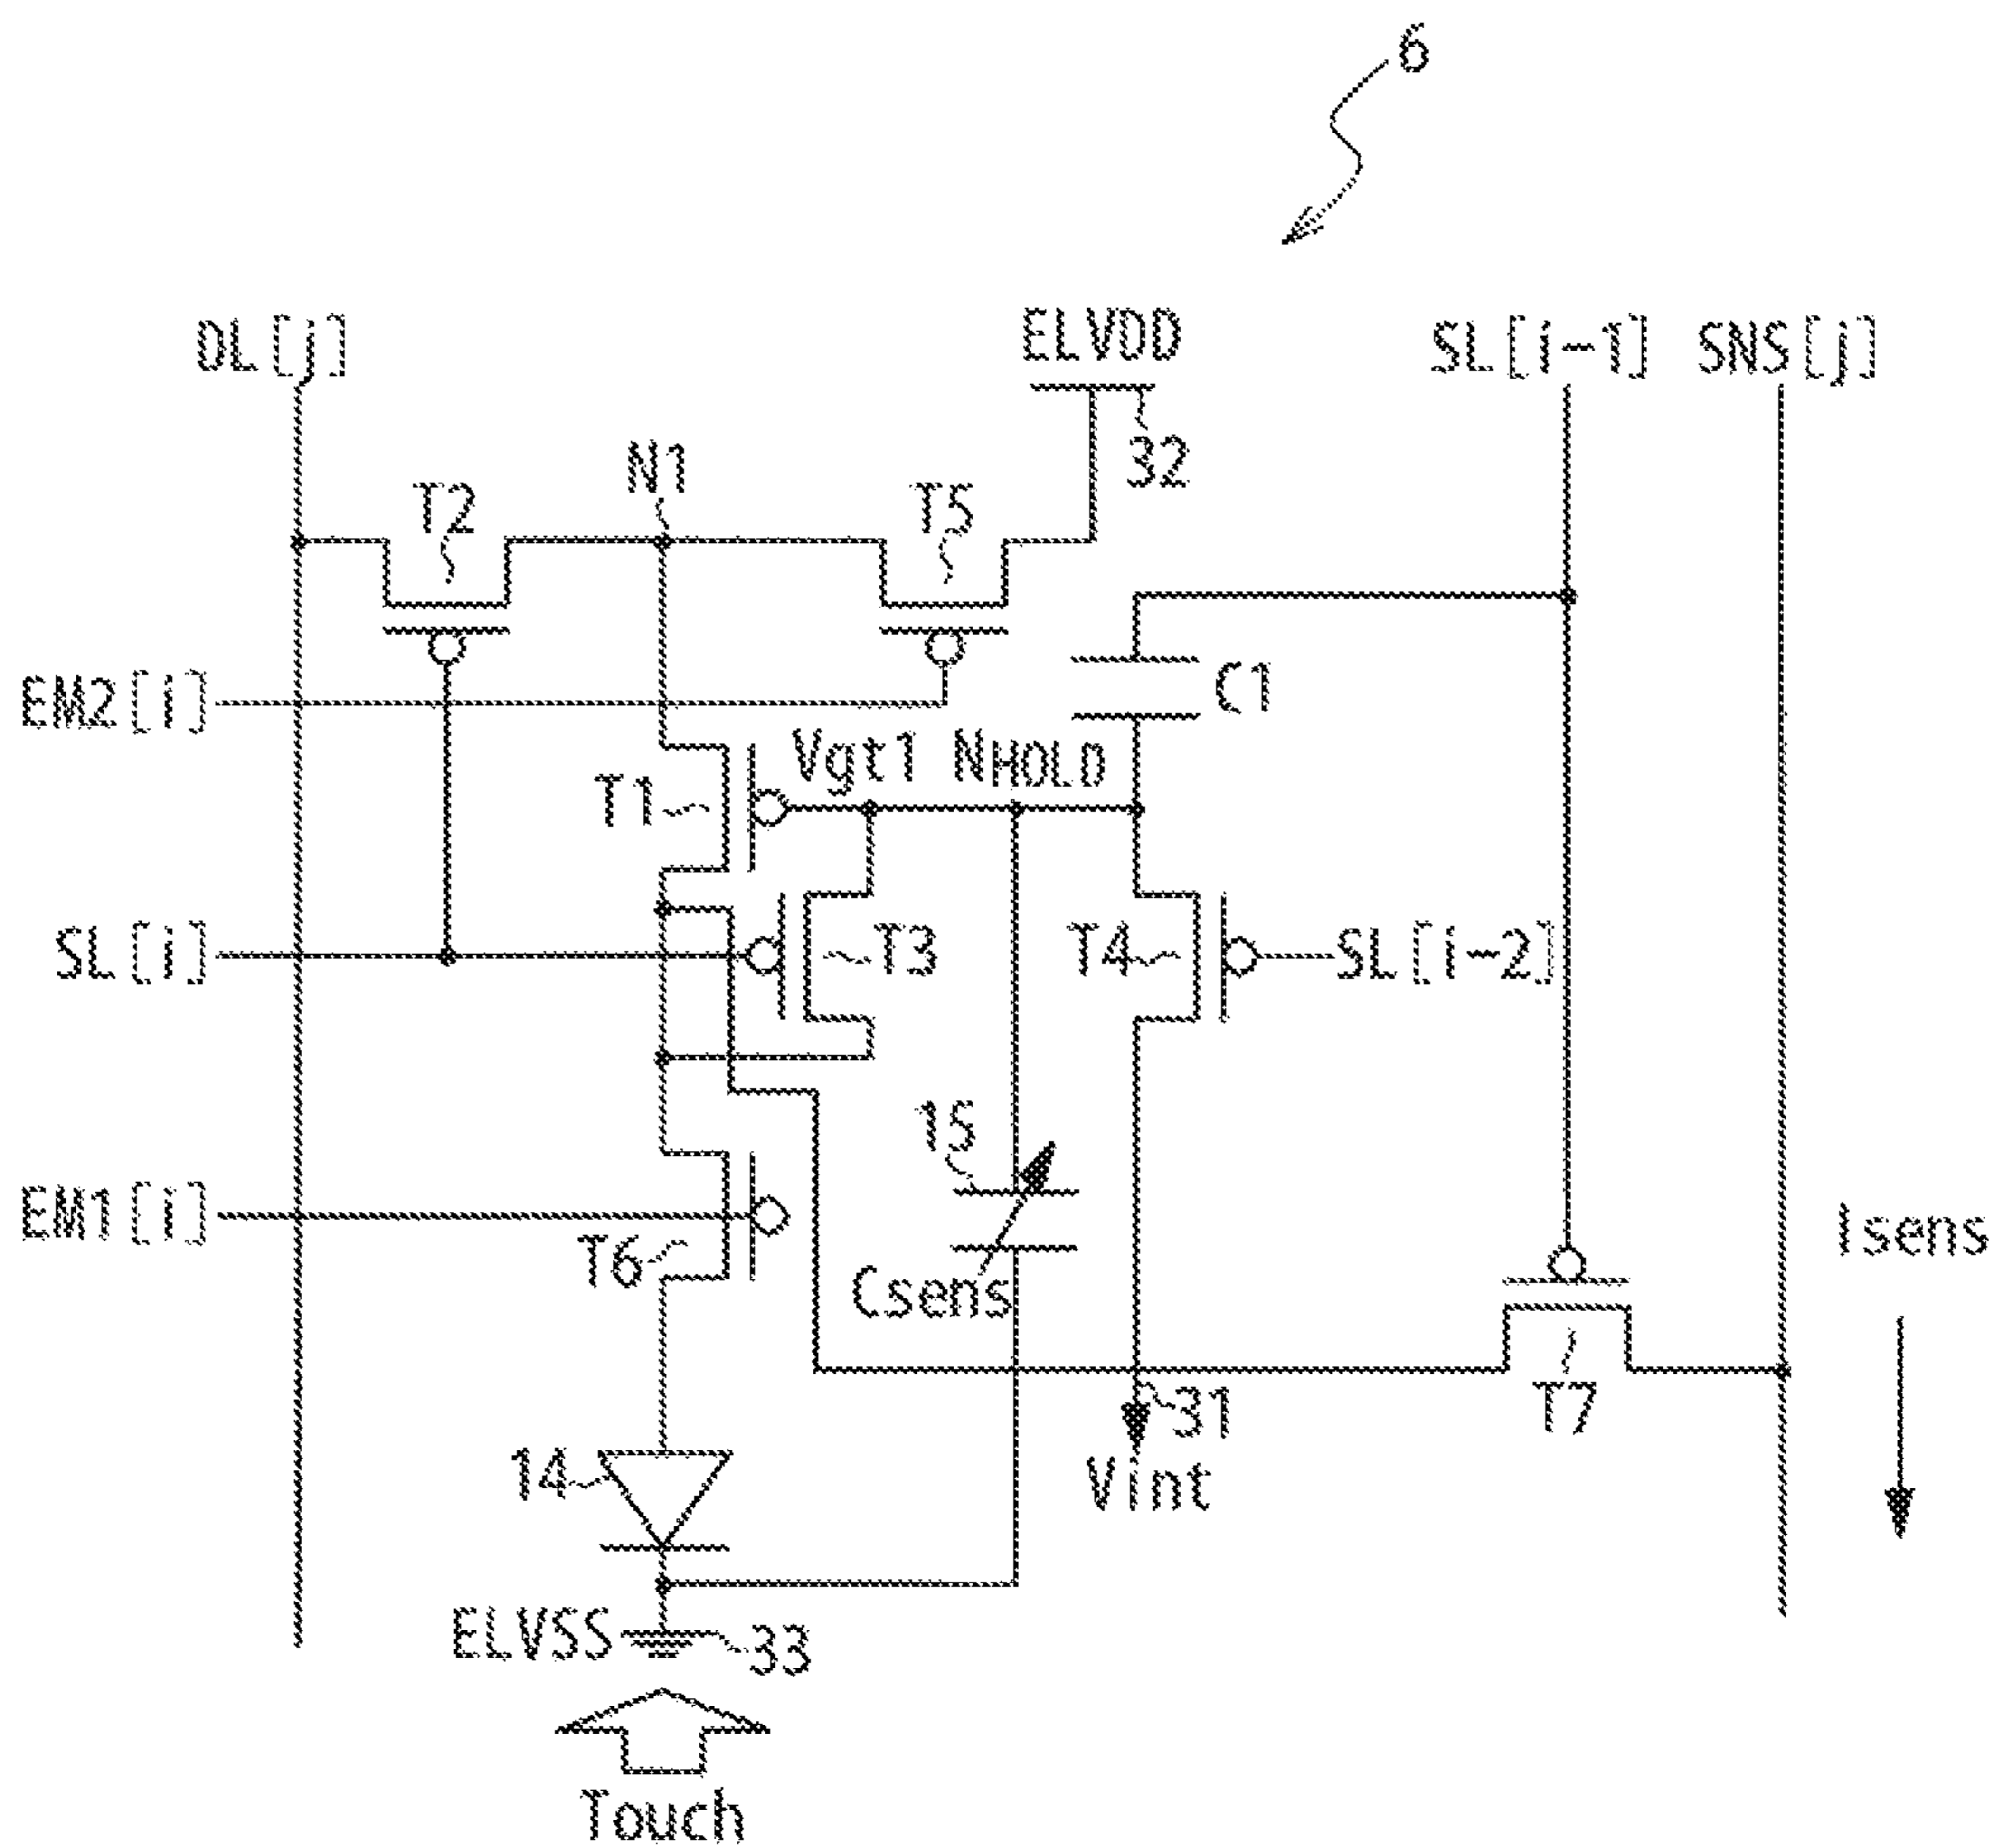 6
DL[j]
ELVDD
SL[i-1]
SNS[j]
32
N1
T2
T5
EM2[i]
C1
Vgt1
NHOLD
T1
SL[i]
T3
T4
SL[i-2]
15
EM1[i]
T6
Csens
Isens
31
T7
14
Vint
ELVSS
33
Touch